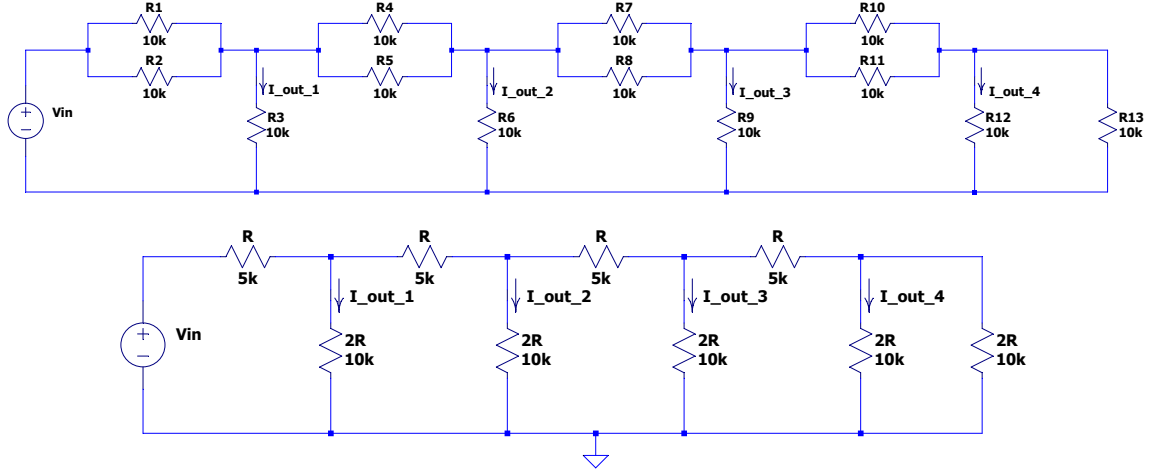 R1
10k
R2
10k
R4
10k
R5
10k
R7
10k
R8
10k
R10
10k
R11
10k
Vin
+
−
I_out_1
R3
10k
I_out_2
R6
10k
I_out_3
R9
10k
I_out_4
R12
10k
R13
10k
R
5k
R
5k
R
5k
R
5k
Vin
+
−
I_out_1
2R
10k
I_out_2
2R
10k
I_out_3
2R
10k
I_out_4
2R
10k
2R
10k